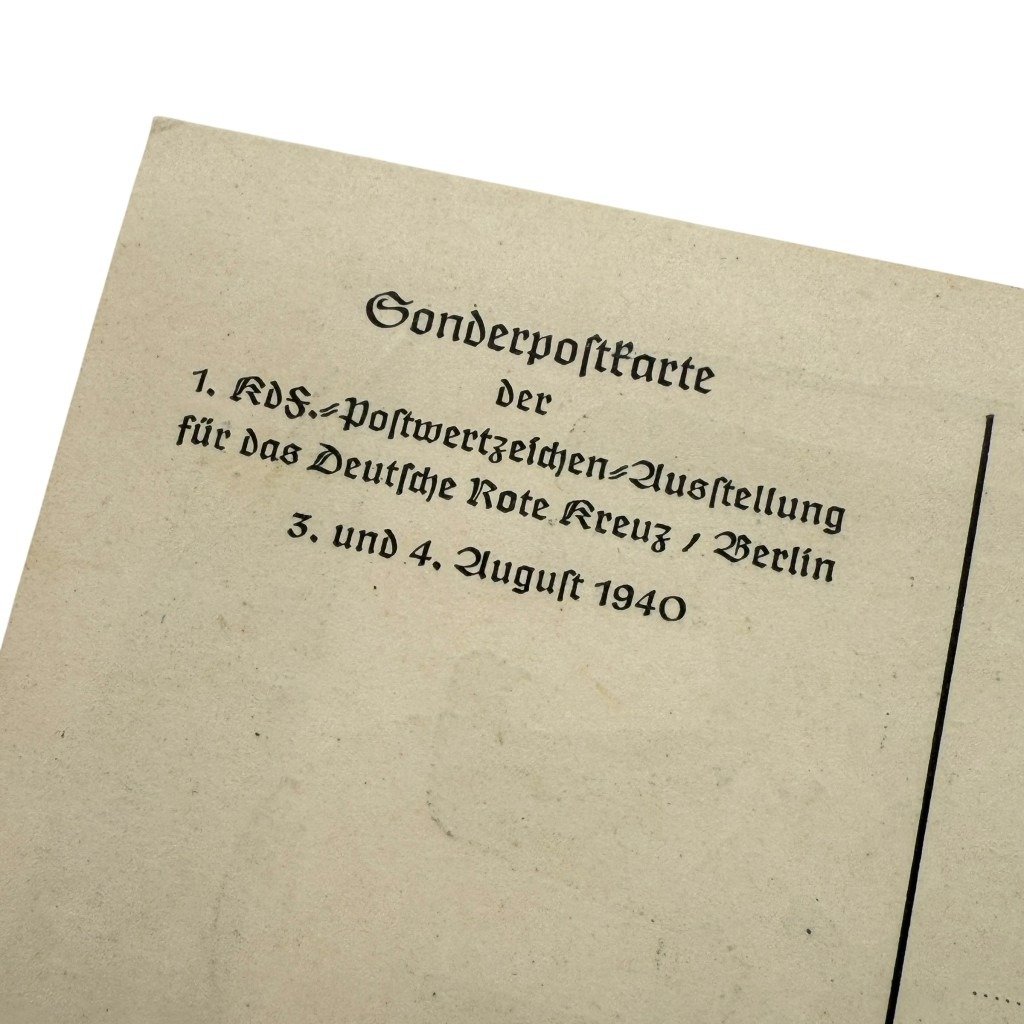 Sonderpoſtkarte
der
1. KdF.-Poſtwertzeichen-Ausſtellung
für das Deutſche Rote Kreuz / Berlin
3. und 4. Auguſt 1940